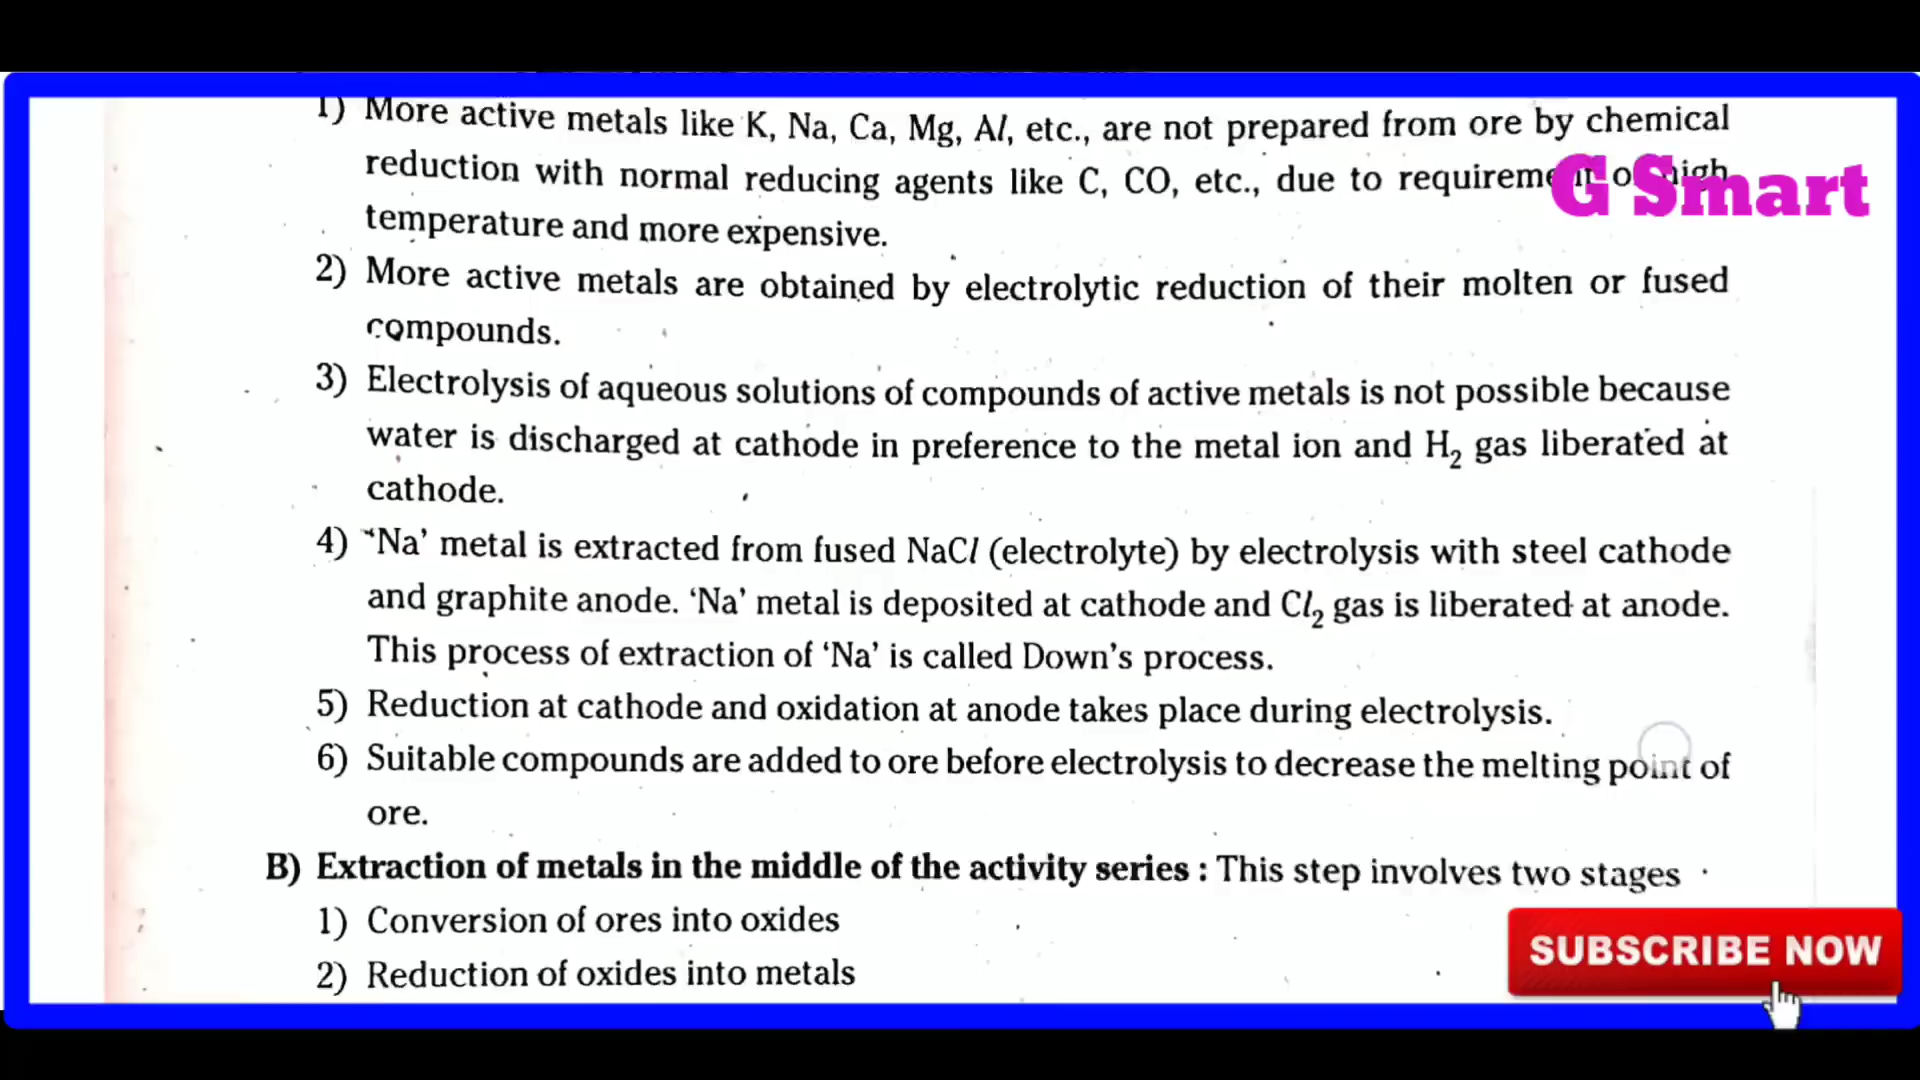 1) More active metals like K, Na, Ca, Mg, Al, etc., are not prepared from ore by chemical
reduction with normal reducing agents like C, CO, etc., due to requirement of high
G Smart
temperature and more expensive.
2) More active metals are obtained by electrolytic reduction of their molten or fused
compounds.
3) Electrolysis of aqueous solutions of compounds of active metals is not possible because
water is discharged at cathode in preference to the metal ion and H₂ gas liberated at
cathode.
4) 'Na' metal is extracted from fused NaCl (electrolyte) by electrolysis with steel cathode
and graphite anode. 'Na' metal is deposited at cathode and Cl₂ gas is liberated at anode.
This process of extraction of 'Na' is called Down's process.
5) Reduction at cathode and oxidation at anode takes place during electrolysis.
6) Suitable compounds are added to ore before electrolysis to decrease the melting point of
ore.
B) Extraction of metals in the middle of the activity series : This step involves two stages
1) Conversion of ores into oxides
2) Reduction of oxides into metals
SUBSCRIBE NOW